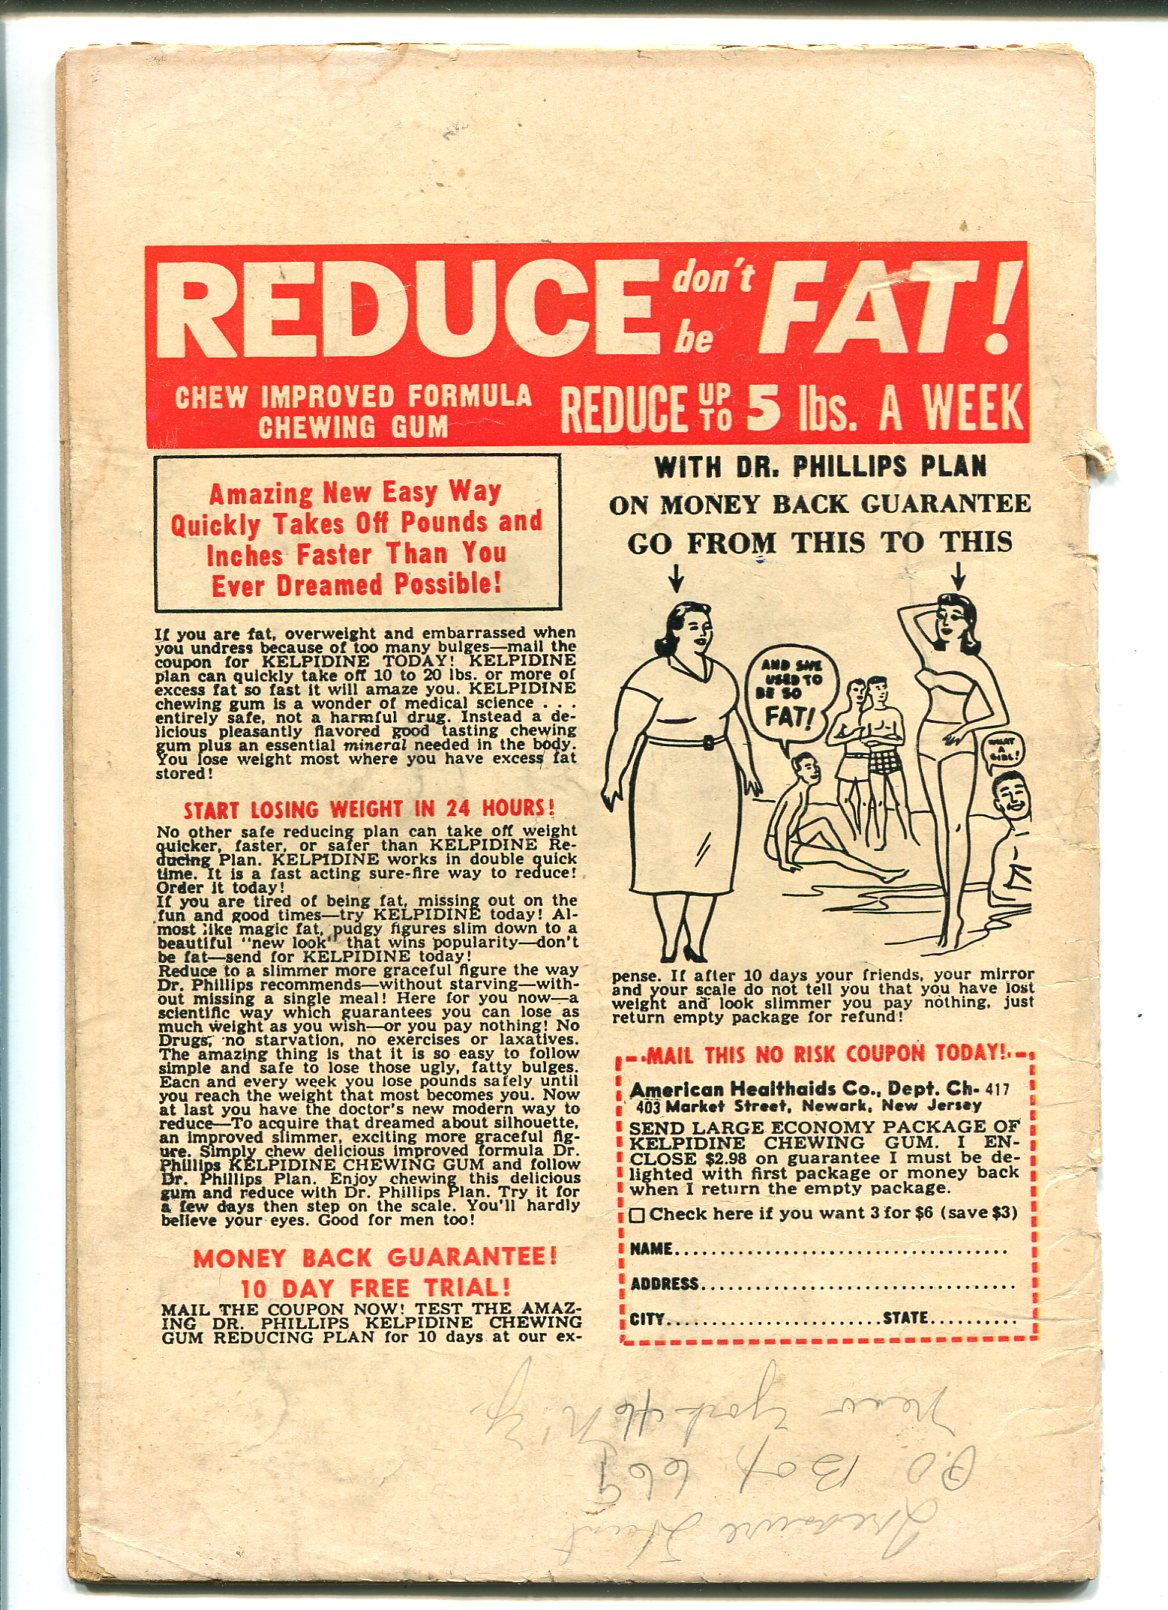 REDUCE don't be FAT!
CHEW IMPROVED FORMULA
CHEWING GUM
REDUCE UP TO 5 lbs. A WEEK
Amazing New Easy Way
Quickly Takes Off Pounds and
Inches Faster Than You
Ever Dreamed Possible!
If you are fat, overweight and embarrassed when
you undress because of too many bulges—mail the
coupon for KELPIDINE TODAY! KELPIDINE
plan can quickly take off 10 to 20 lbs. or more of
excess fat so fast it will amaze you. KELPIDINE
chewing gum is a wonder of medical science . . .
entirely safe, not a harmful drug. Instead a de-
licious pleasantly flavored good tasting chewing
gum plus an essential mineral needed in the body.
You lose weight most where you have excess fat
stored!
START LOSING WEIGHT IN 24 HOURS!
No other safe reducing plan can take off weight
quicker, faster, or safer than KELPIDINE Re-
ducing Plan. KELPIDINE works in double quick
time. It is a fast acting sure-fire way to reduce!
Order it today!
If you are tired of being fat, missing out on the
fun and good times—try KELPIDINE today! Al-
most like magic fat, pudgy figures slim down to a
beautiful "new look" that wins popularity—don't
be fat—send for KELPIDINE today!
Reduce to a slimmer more graceful figure the way
Dr. Phillips recommends—without starving—with-
out missing a single meal! Here for you now—a
scientific way which guarantees you can lose as
much weight as you wish—or you pay nothing! No
Drugs, no starvation, no exercises or laxatives.
The amazing thing is that it is so easy to follow
simple and safe to lose those ugly, fatty bulges.
Each and every week you lose pounds safely until
you reach the weight that most becomes you. Now
at last you have the doctor's new modern way to
reduce—To acquire that dreamed about silhouette,
an improved slimmer, exciting more graceful fig-
ure. Simply chew delicious improved formula Dr.
Phillips KELPIDINE CHEWING GUM and follow
Dr. Phillips Plan. Enjoy chewing this delicious
gum and reduce with Dr. Phillips Plan. Try it for
a few days then step on the scale. You'll hardly
believe your eyes. Good for men too!
MONEY BACK GUARANTEE!
10 DAY FREE TRIAL!
MAIL THE COUPON NOW! TEST THE AMAZ-
ING DR. PHILLIPS KELPIDINE CHEWING
GUM REDUCING PLAN for 10 days at our ex-
WITH DR. PHILLIPS PLAN
ON MONEY BACK GUARANTEE
GO FROM THIS TO THIS
AND SHE
USED TO
BE SO
FAT!
WHAT
A
GIRL!
pense. If after 10 days your friends, your mirror
and your scale do not tell you that you have lost
weight and look slimmer you pay nothing, just
return empty package for refund!
MAIL THIS NO RISK COUPON TODAY!
American Healthaids Co., Dept. Ch- 417
403 Market Street, Newark, New Jersey
SEND LARGE ECONOMY PACKAGE OF
KELPIDINE CHEWING GUM. I EN-
CLOSE $2.98 on guarantee I must be de-
lighted with first package or money back
when I return the empty package.
Check here if you want 3 for $6 (save $3)
NAME
ADDRESS
CITY STATE
Treasure Hunt
P.O. Box 669
New York 46 N.Y.